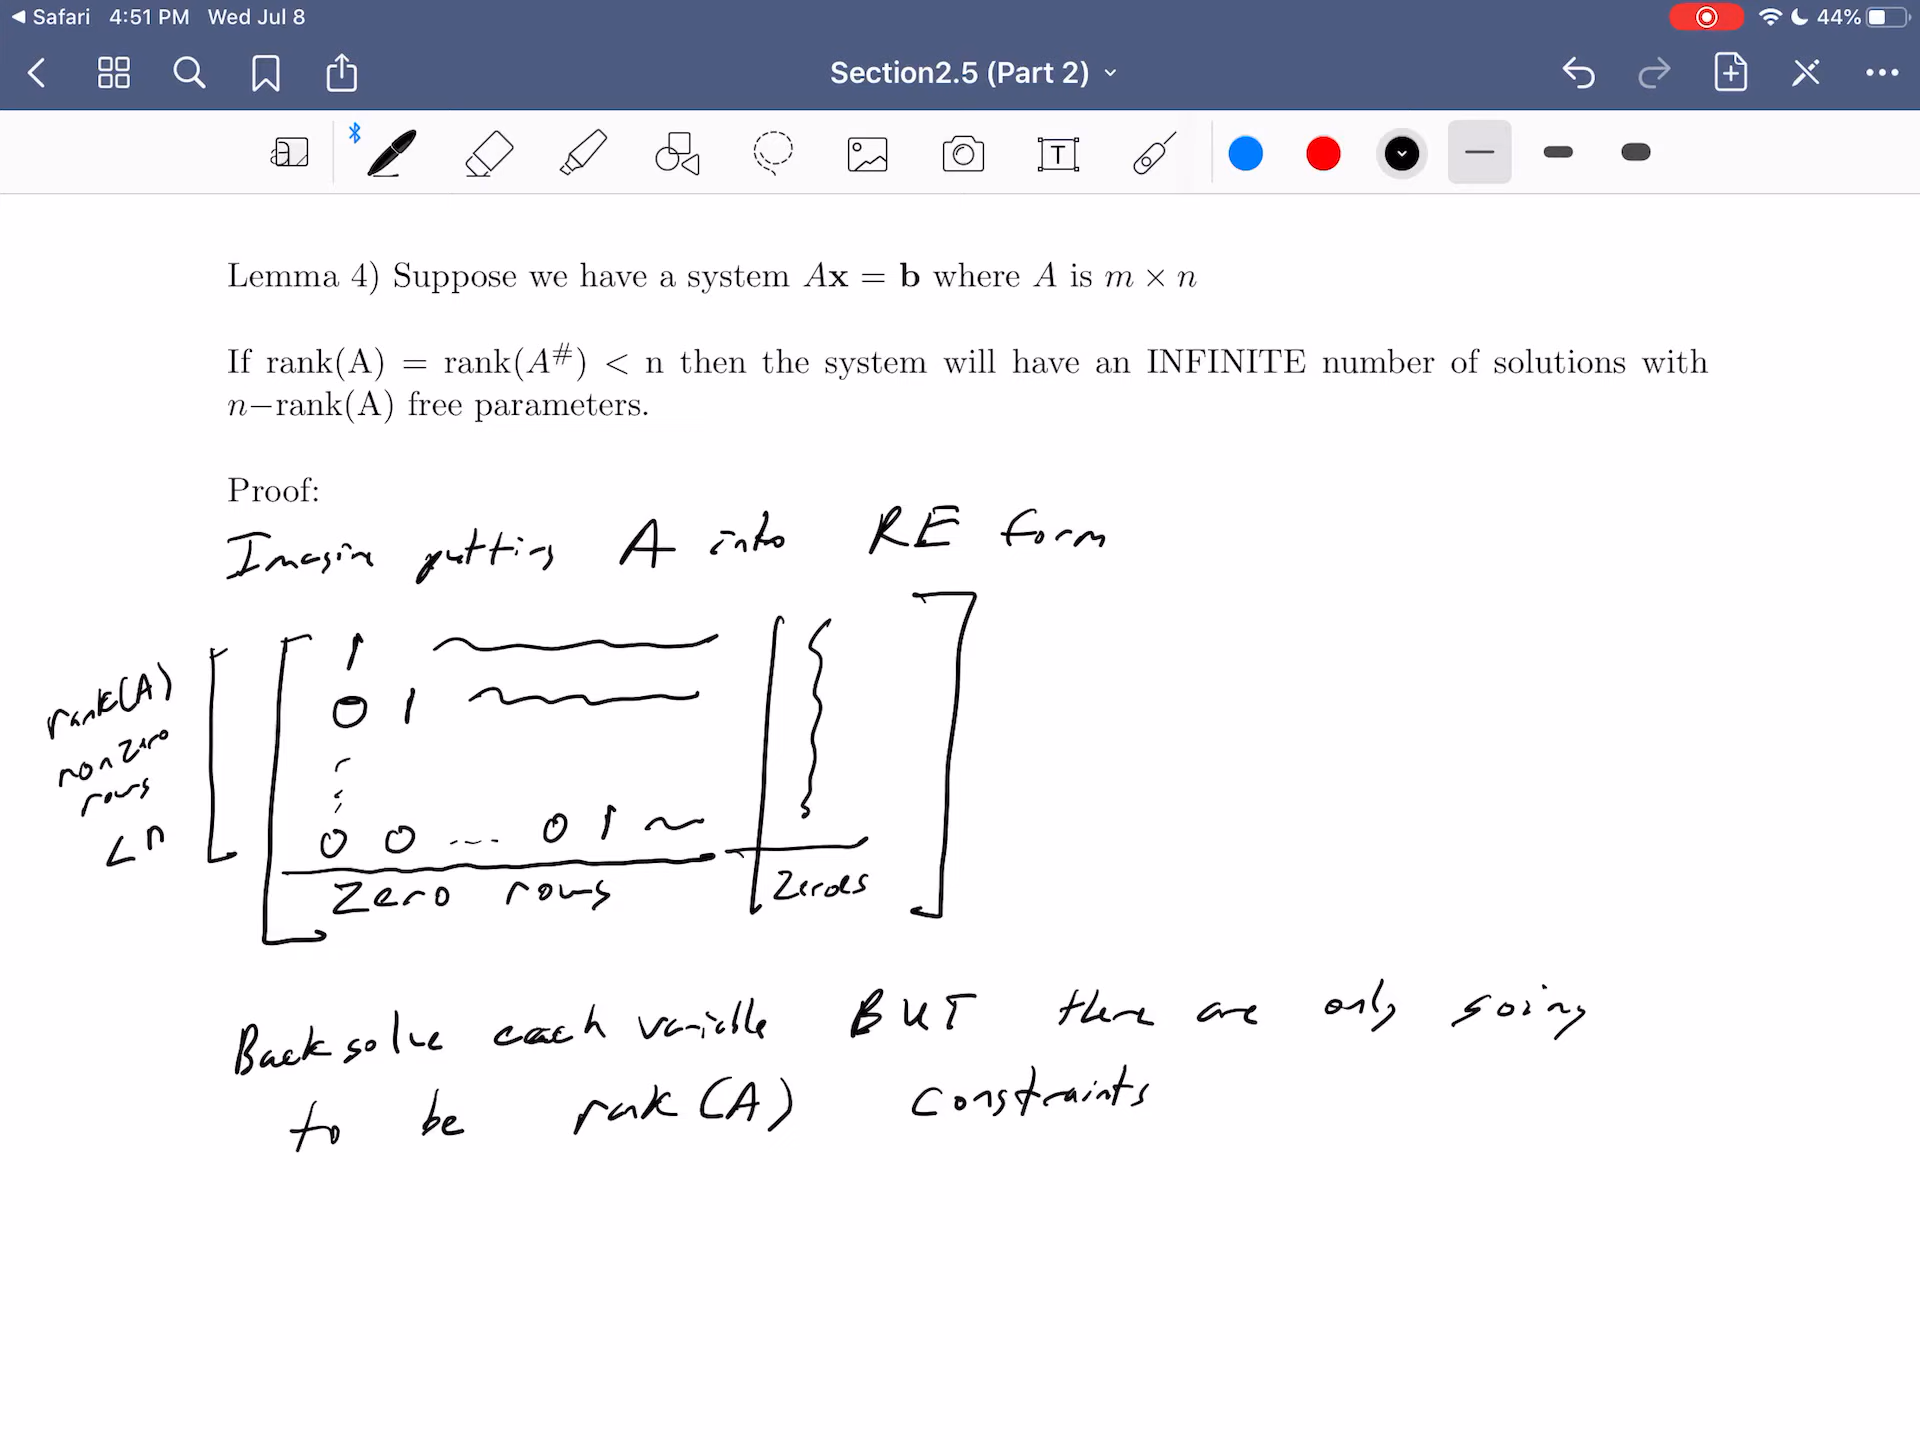 Safari 4:51 PM Wed Jul 8 44%
Section2.5 (Part 2)
Lemma 4) Suppose we have a system Ax = b where A is m × n
If rank(A) = rank(A#) < n then the system will have an INFINITE number of solutions with
n−rank(A) free parameters.
Proof:
Imagine putting A into RE form
rank(A)
nonzero
rows
< n
1
0 1
0 0 ... 0 1
zero rows
zeroes
Back solve each variable BUT there are only going
to be rank(A) constraints